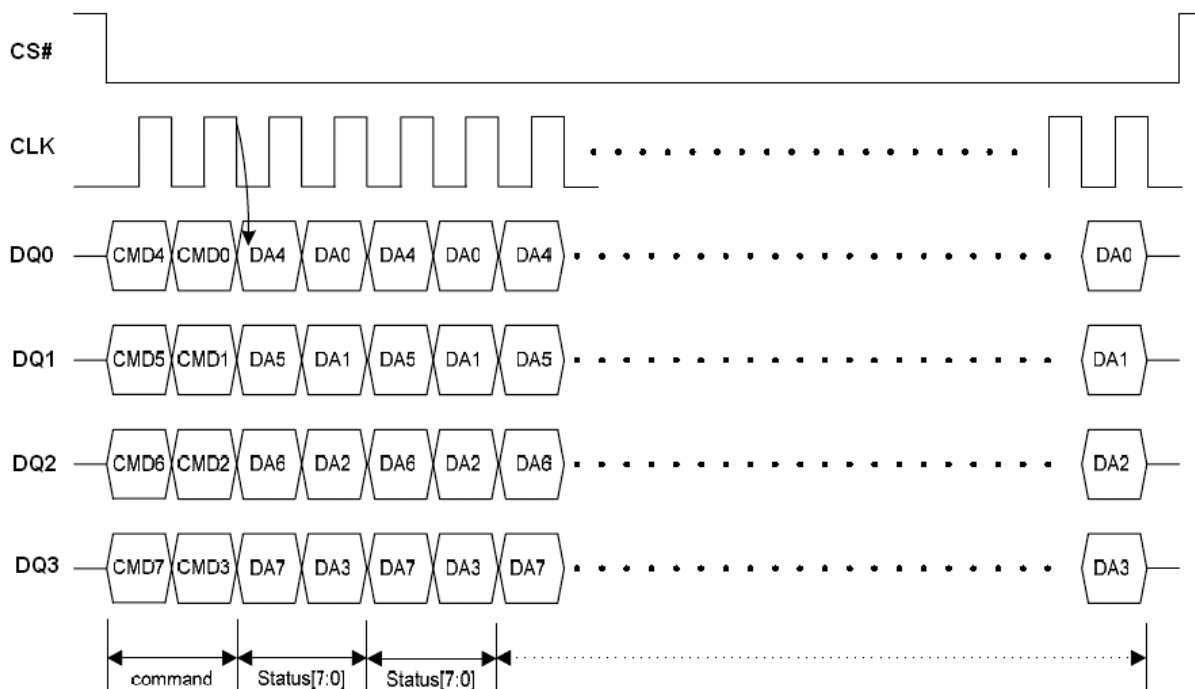 CS#
CLK
DQ0 CMD4 CMD0 DA4 DA0 DA4 DA0 DA4 DA0
DQ1 CMD5 CMD1 DA5 DA1 DA5 DA1 DA5 DA1
DQ2 CMD6 CMD2 DA6 DA2 DA6 DA2 DA6 DA2
DQ3 CMD7 CMD3 DA7 DA3 DA7 DA3 DA7 DA3
command Status[7:0] Status[7:0]